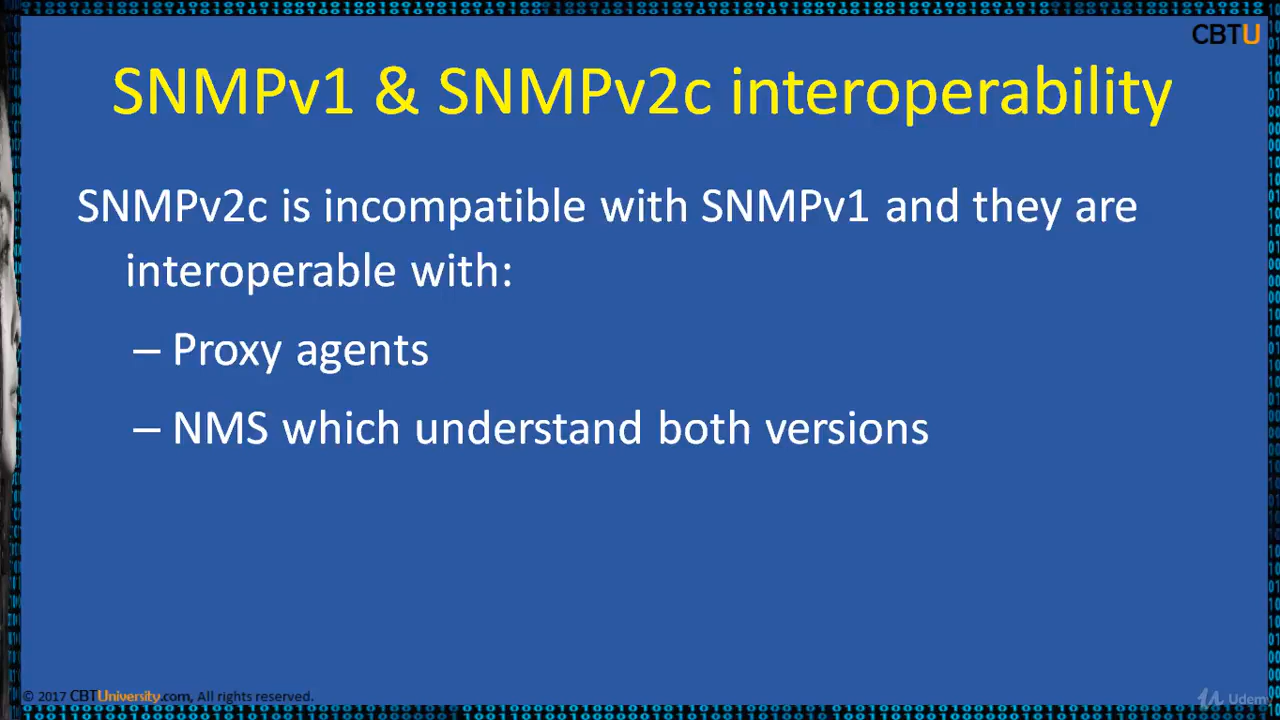 CBTU
SNMPv1 & SNMPv2c interoperability
SNMPv2c is incompatible with SNMPv1 and they are
interoperable with:
– Proxy agents
– NMS which understand both versions
© 2017 CBTUniversity.com, All rights reserved.
Udemy